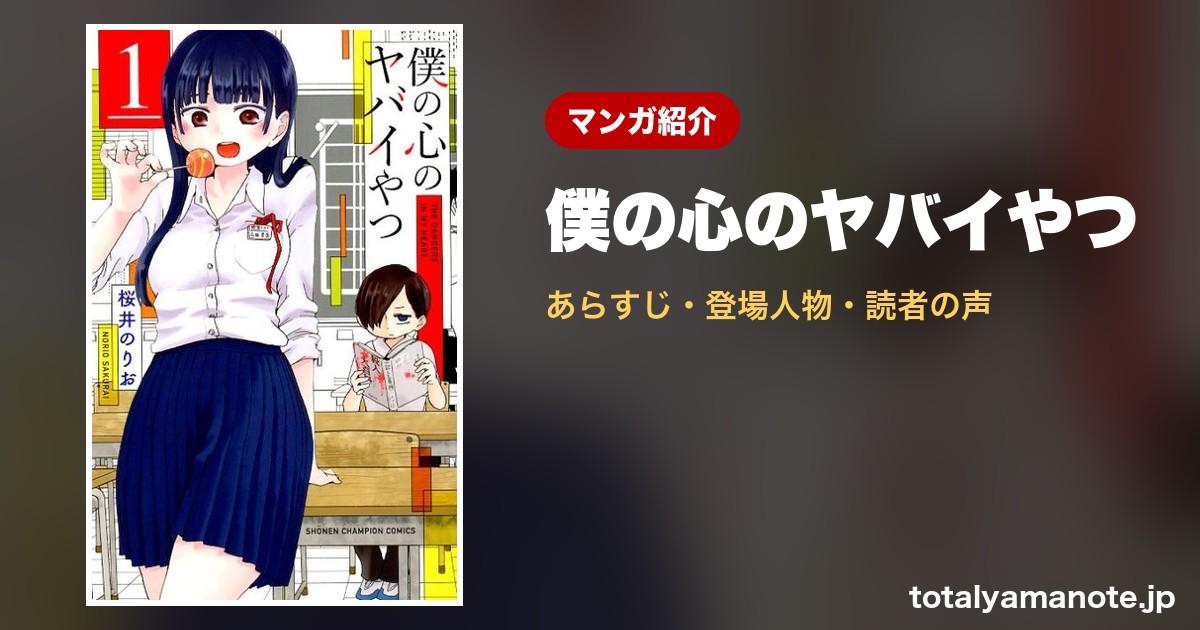 1
僕の心の
ヤバイやつ
THE DANGERS
IN MY HEART
桜井のりお
NORIO SAKURAI
SHŌNEN CHAMPION COMICS
マンガ紹介
僕の心のヤバイやつ
あらすじ・登場人物・読者の声
totalyamanote.jp